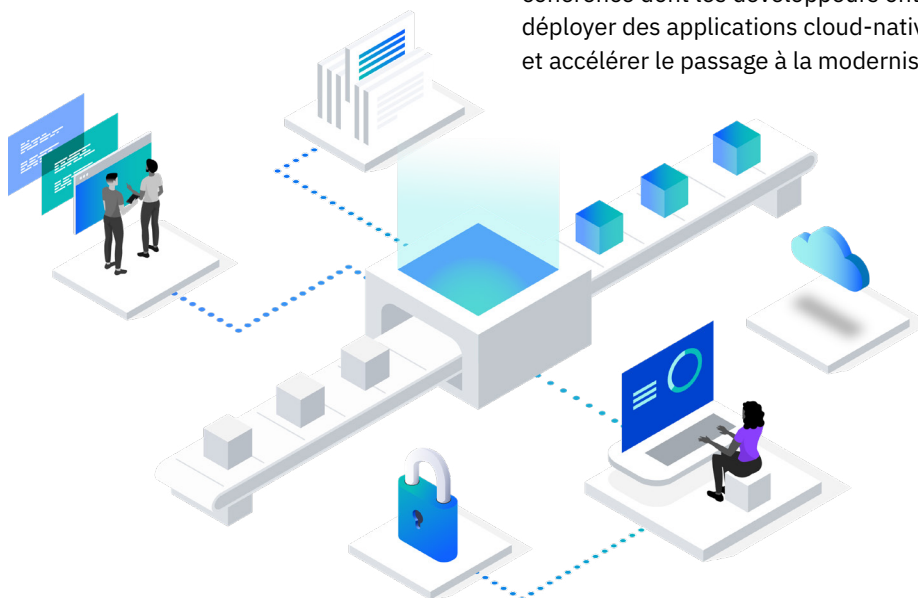 déployer des applications cloud-nativ
et accélérer le passage à la modernis